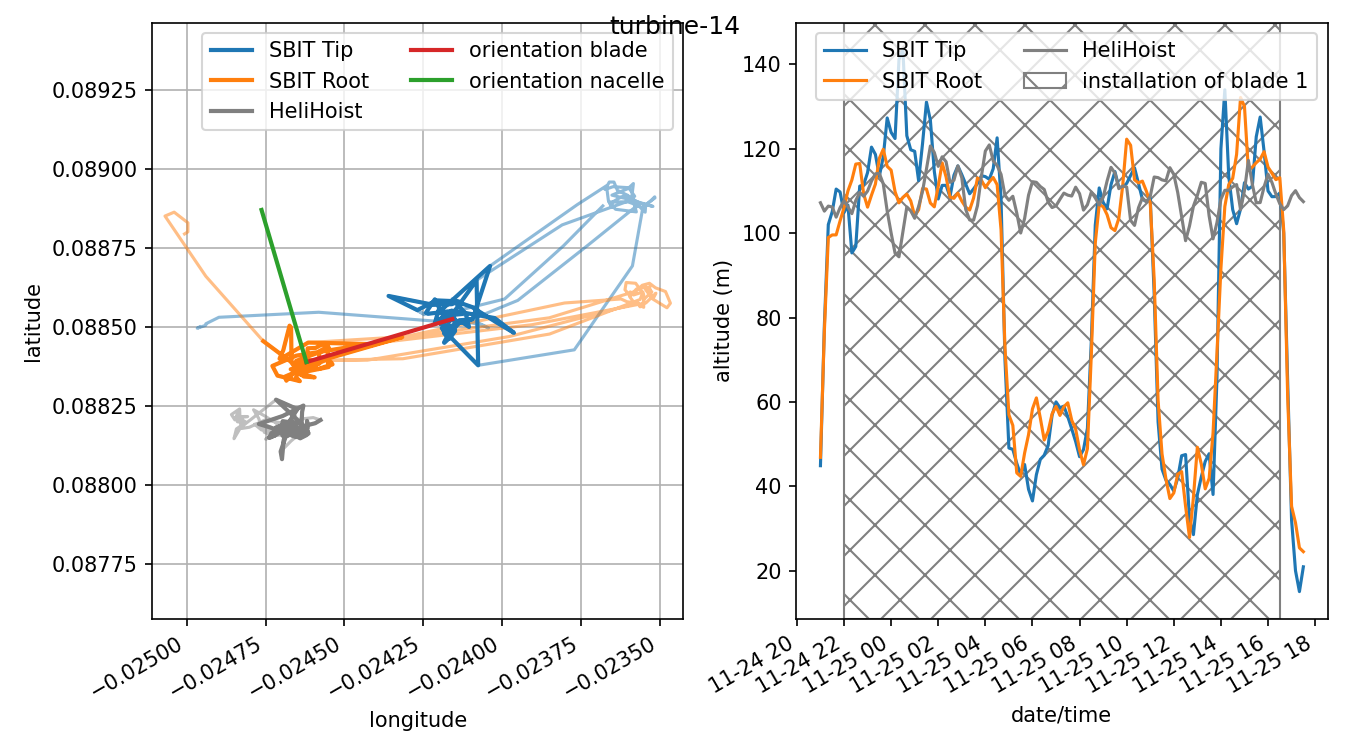 turbine-14
SBIT Tip
SBIT Root
HeliHoist
orientation blade
orientation nacelle
0.08925
0.08900
0.08875
0.08850
0.08825
0.08800
0.08775
latitude
−0.02500
−0.02475
−0.02450
−0.02425
−0.02400
−0.02375
−0.02350
longitude
SBIT Tip
SBIT Root
HeliHoist
installation of blade 1
140
120
100
80
60
40
20
altitude (m)
11-24 20
11-24 22
11-25 00
11-25 02
11-25 04
11-25 06
11-25 08
11-25 10
11-25 12
11-25 14
11-25 16
11-25 18
date/time